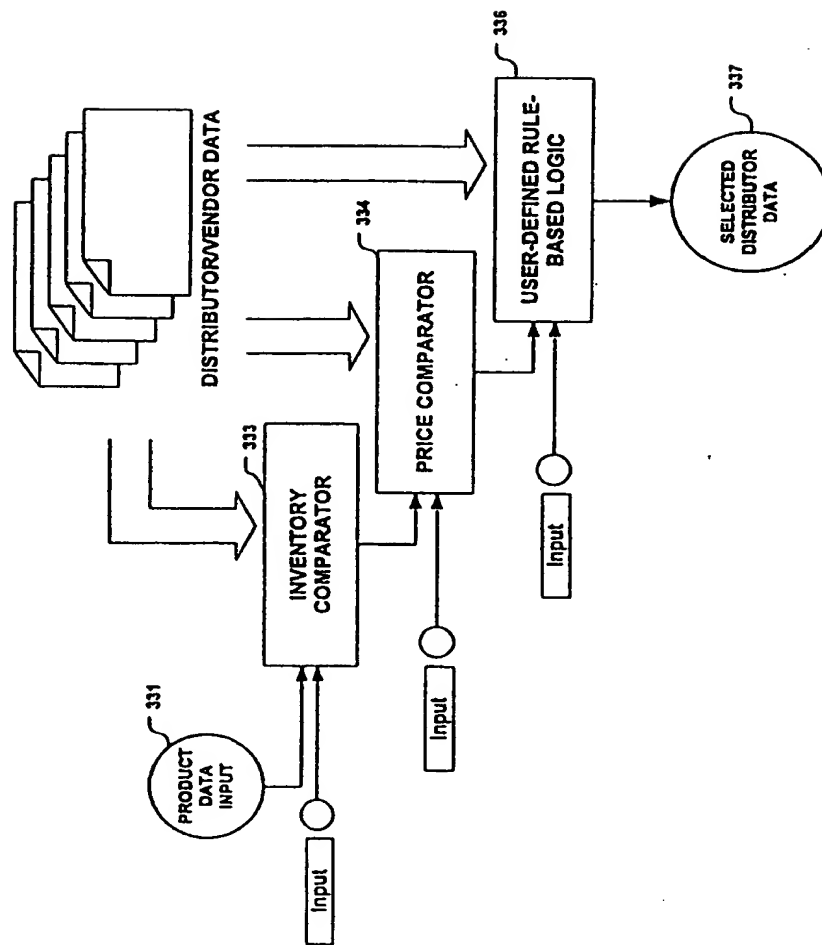 DISTRIBUTOR/VENDOR DATA
331
PRODUCT
DATA
INPUT
Input
333
INVENTORY
COMPARATOR
Input
334
PRICE COMPARATOR
Input
336
USER-DEFINED RULE-
BASED LOGIC
337
SELECTED
DISTRIBUTOR
DATA